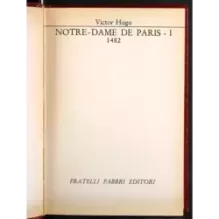 Victor Hugo
NOTRE-DAME DE PARIS - I
1482
FRATELLI FABBRI EDITORI